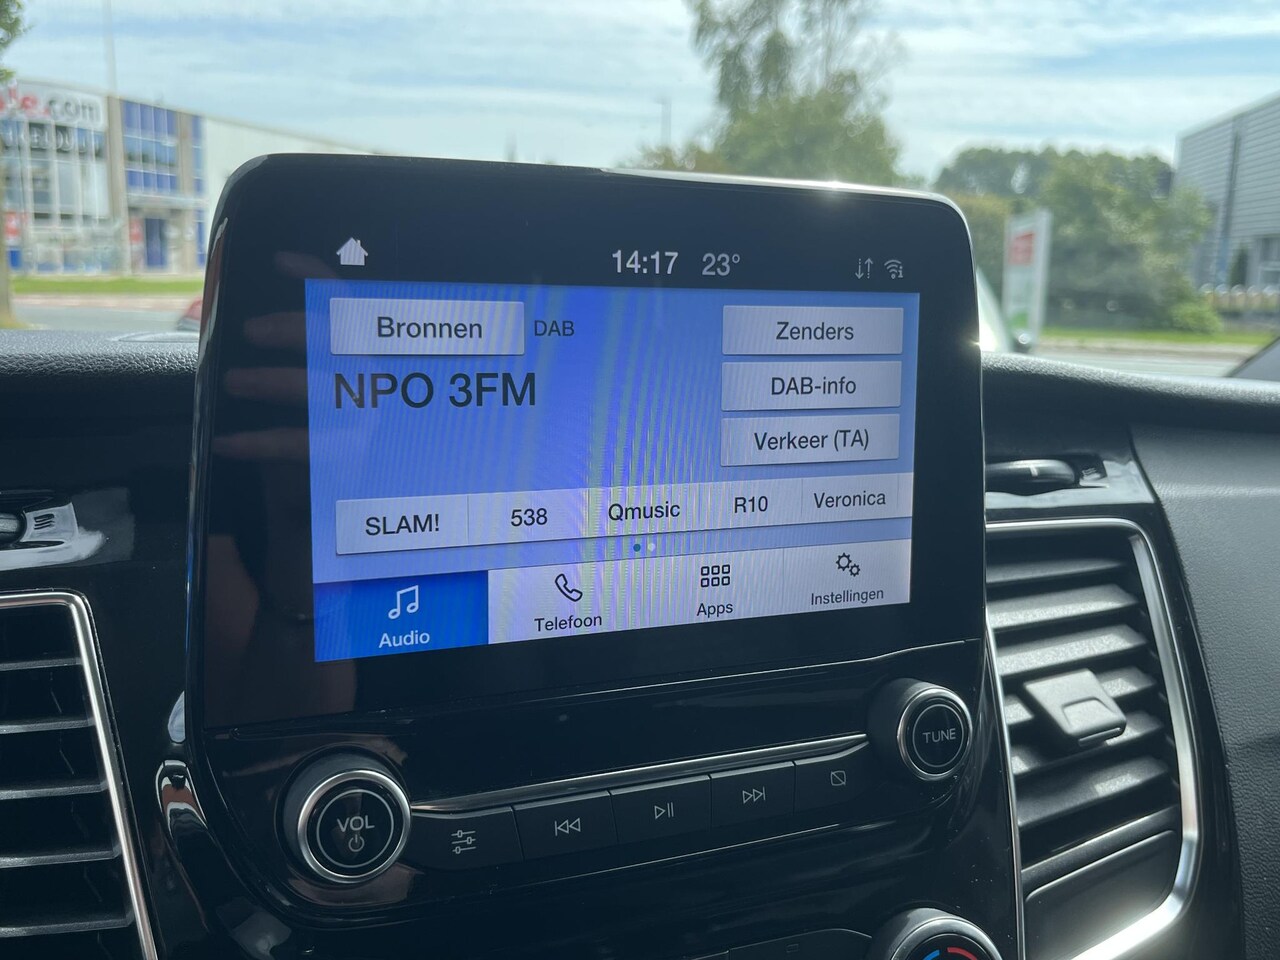 .com
14:17 23°
Bronnen DAB
Zenders
NPO 3FM
DAB-info
Verkeer (TA)
SLAM! 538 Qmusic R10 Veronica
Audio Telefoon Apps Instellingen
TUNE
VOL